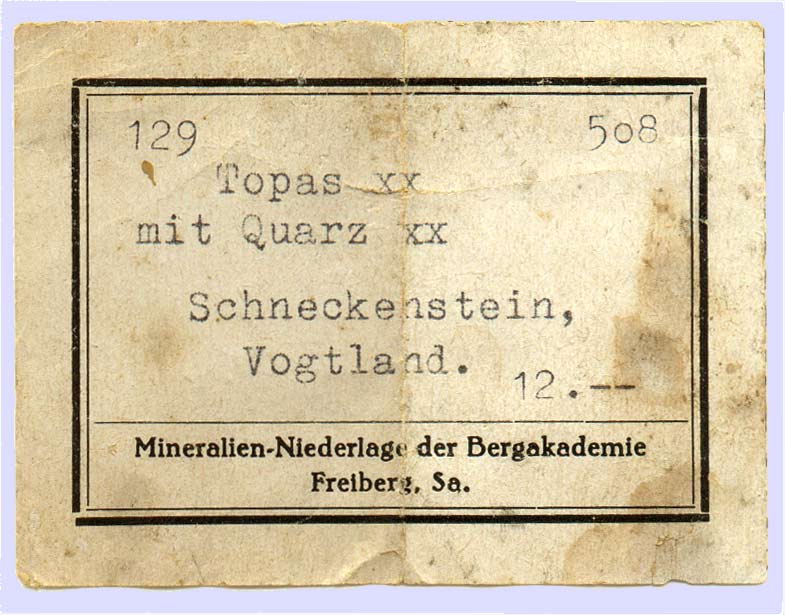 129 508
Topas xx
mit Quarz xx
Schneckenstein,
Vogtland.
12.--
Mineralien-Niederlage der Bergakademie
Freiberg, Sa.